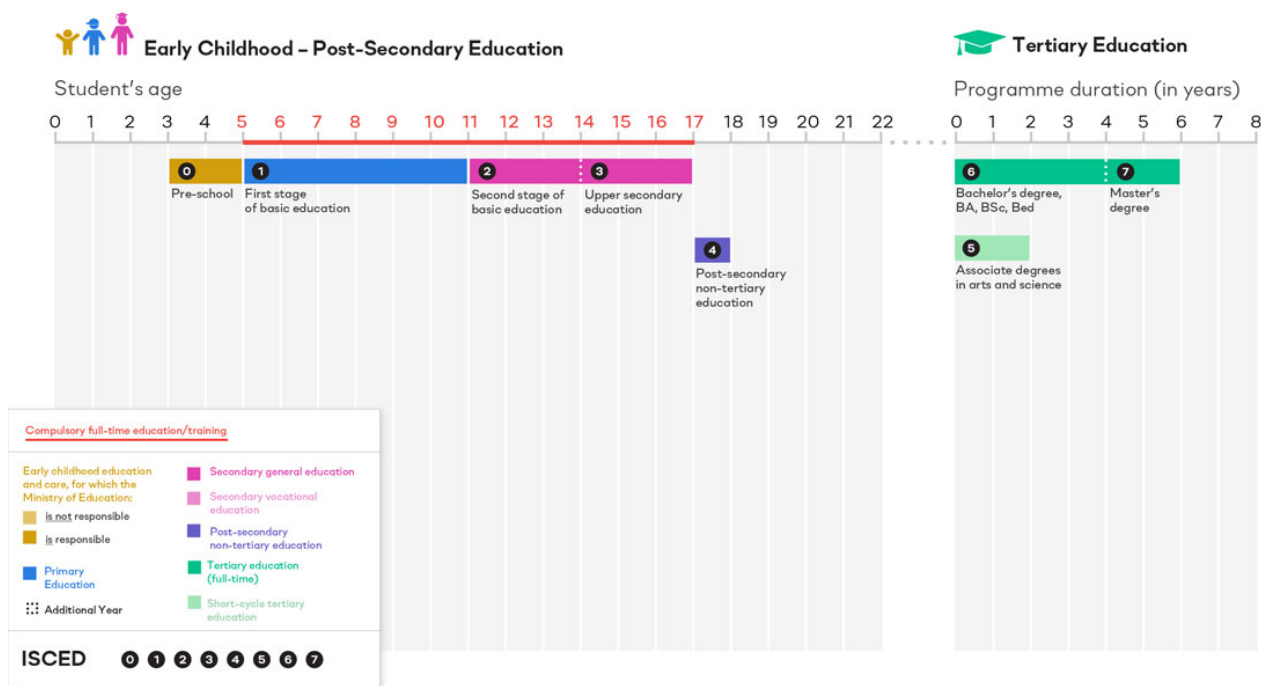 Early Childhood – Post-Secondary Education
Tertiary Education
Student's age
Programme duration (in years)
0 1 2 3 4 5 6 7 8 9 10 11 12 13 14 15 16 17 18 19 20 21 22
0 1 2 3 4 5 6 7 8
0 1 2 3
6 7
Pre-school
First stage
of basic education
Second stage of
basic education
Upper secondary
education
Bachelor's degree,
BA, BSc, Bed
Master's
degree
4
Post-secondary
non-tertiary
education
5
Associate degrees
in arts and science
Compulsory full-time education/training
Early childhood education
and care, for which the
Ministry of Education:
is not responsible
is responsible
Primary
Education
Additional Year
Secondary general education
Secondary vocational
education
Post-secondary
non-tertiary education
Tertiary education
(full-time)
Short-cycle tertiary
education
ISCED 0 1 2 3 4 5 6 7